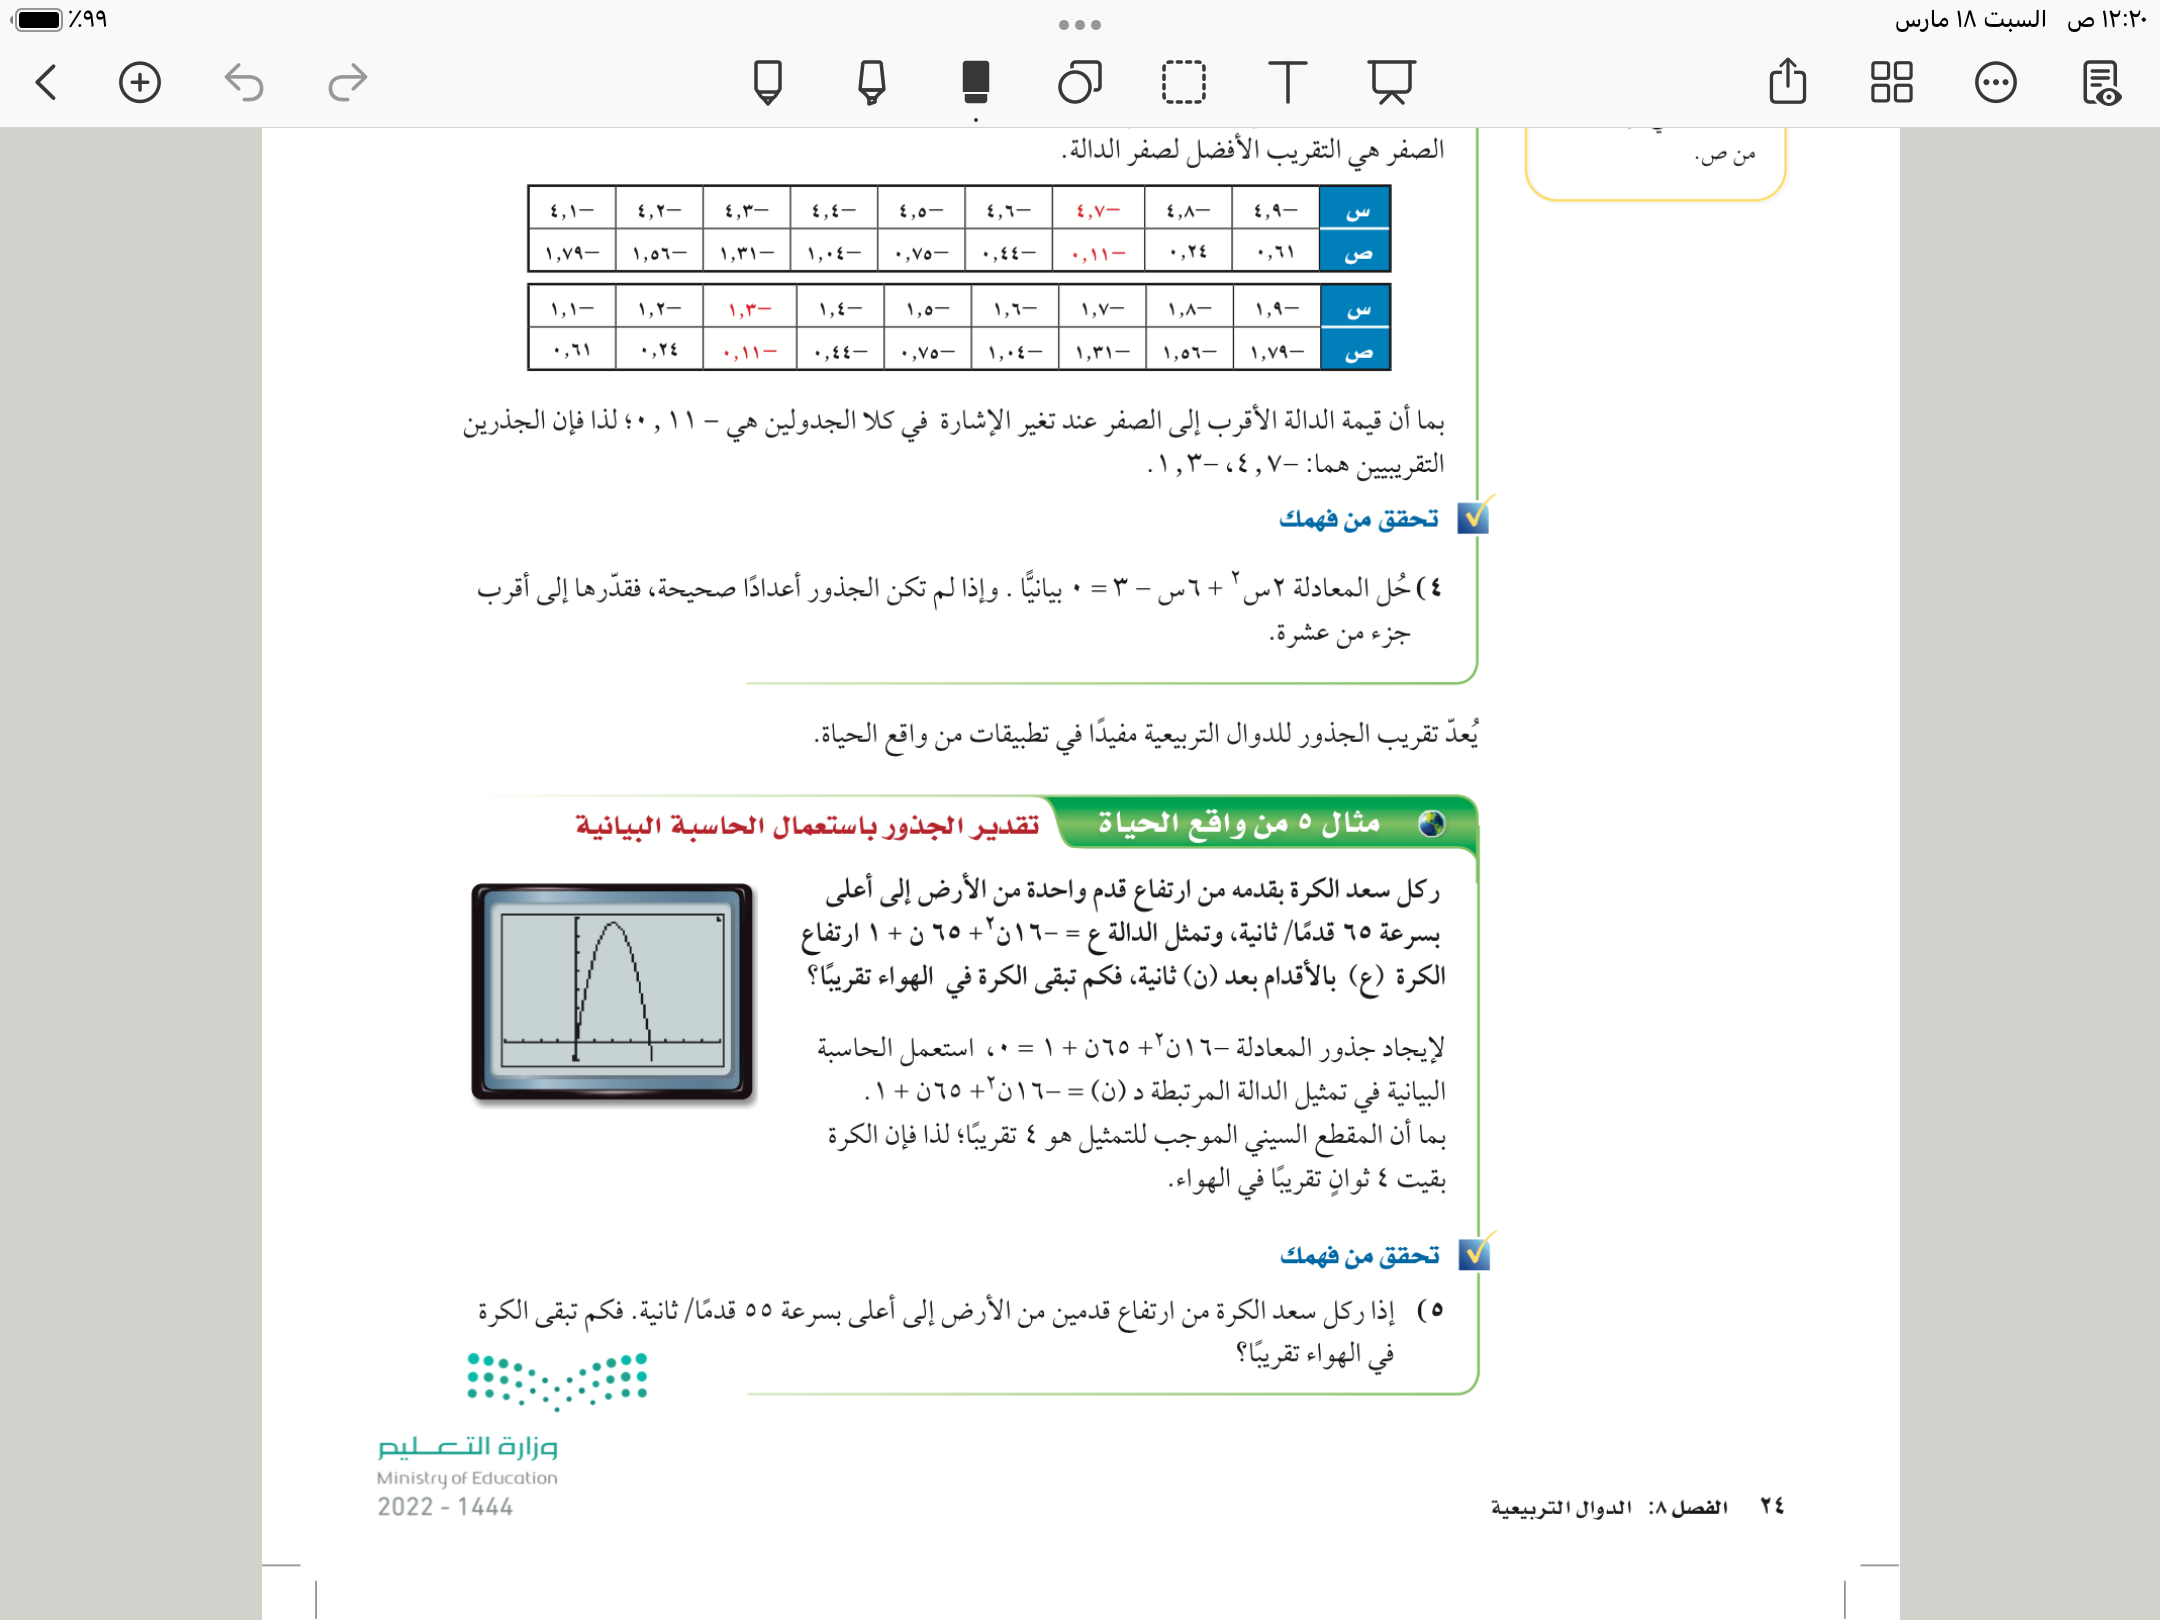 ١٢:٢٠ ص السبت ١٨ مارس
٪٩٩
من ص.
الصفر هي التقريب الأفضل لصفر الدالة.
س –٤,٩ –٤,٨ –٤,٧ –٤,٦ –٤,٥ –٤,٤ –٤,٣ –٤,٢ –٤,١
ص ٠,٦١ ٠,٢٤ –٠,١١ –٠,٤٤ –٠,٧٥ –١,٠٤ –١,٣١ –١,٥٦ –١,٧٩
س –١,٩ –١,٨ –١,٧ –١,٦ –١,٥ –١,٤ –١,٣ –١,٢ –١,١
ص –١,٧٩ –١,٥٦ –١,٣١ –١,٠٤ –٠,٧٥ –٠,٤٤ –٠,١١ ٠,٢٤ ٠,٦١
بما أن قيمة الدالة الأقرب إلى الصفر عند تغير الإشارة في كلا الجدولين هي – ٠,١١؛ لذا فإن الجذرين
التقريبيين هما: –٤,٧، –١,٣.
تحقق من فهمك
٤) حُل المعادلة ٢س٢ + ٦س – ٣ = ٠ بيانيًّا . وإذا لم تكن الجذور أعدادًا صحيحة، فقدّرها إلى أقرب
جزء من عشرة.
يُعدّ تقريب الجذور للدوال التربيعية مفيدًا في تطبيقات من واقع الحياة.
مثال ٥ من واقع الحياة تقدير الجذور باستعمال الحاسبة البيانية
ركل سعد الكرة بقدمه من ارتفاع قدم واحدة من الأرض إلى أعلى
بسرعة ٦٥ قدمًا/ ثانية، وتمثل الدالة ع = –١٦ن٢+ ٦٥ ن + ١ ارتفاع
الكرة (ع) بالأقدام بعد (ن) ثانية، فكم تبقى الكرة في الهواء تقريبًا؟
لإيجاد جذور المعادلة –١٦ن٢+ ٦٥ن + ١ = ٠، استعمل الحاسبة
البيانية في تمثيل الدالة المرتبطة د (ن) = –١٦ن٢+ ٦٥ن + ١.
بما أن المقطع السيني الموجب للتمثيل هو ٤ تقريبًا؛ لذا فإن الكرة
بقيت ٤ ثوانٍ تقريبًا في الهواء.
تحقق من فهمك
٥) إذا ركل سعد الكرة من ارتفاع قدمين من الأرض إلى أعلى بسرعة ٥٥ قدمًا/ ثانية. فكم تبقى الكرة
في الهواء تقريبًا؟
وزارة التعـليم
Ministry of Education
2022 - 1444
٢٤ الفصل ٨: الدوال التربيعية